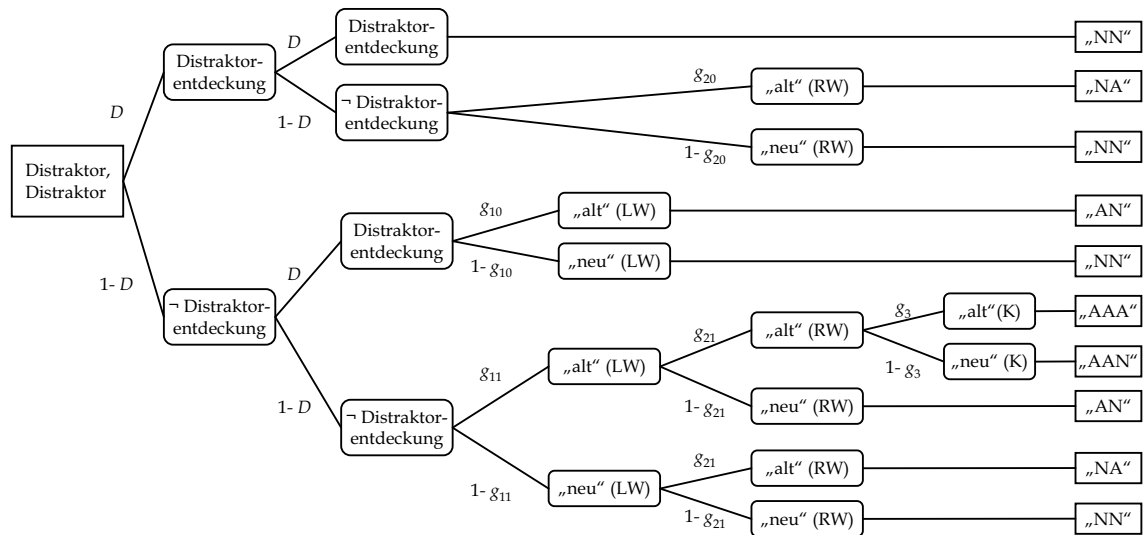 Distraktor-
entdeckung
„NN“
D
Distraktor-
entdeckung
g20
„alt“ (RW)
„NA“
D
1- D
¬ Distraktor-
entdeckung
1- g20
„neu“ (RW)
„NN“
Distraktor,
Distraktor
g10
„alt“ (LW)
„AN“
Distraktor-
entdeckung
1- g10
„neu“ (LW)
„NN“
1- D
D
¬ Distraktor-
entdeckung
g3
„alt“(K)
„AAA“
g21
„alt“ (RW)
1- g3
„neu“ (K)
„AAN“
g11
„alt“ (LW)
1- g21
„neu“ (RW)
„AN“
1- D
¬ Distraktor-
entdeckung
g21
„alt“ (RW)
„NA“
1- g11
„neu“ (LW)
1- g21
„neu“ (RW)
„NN“